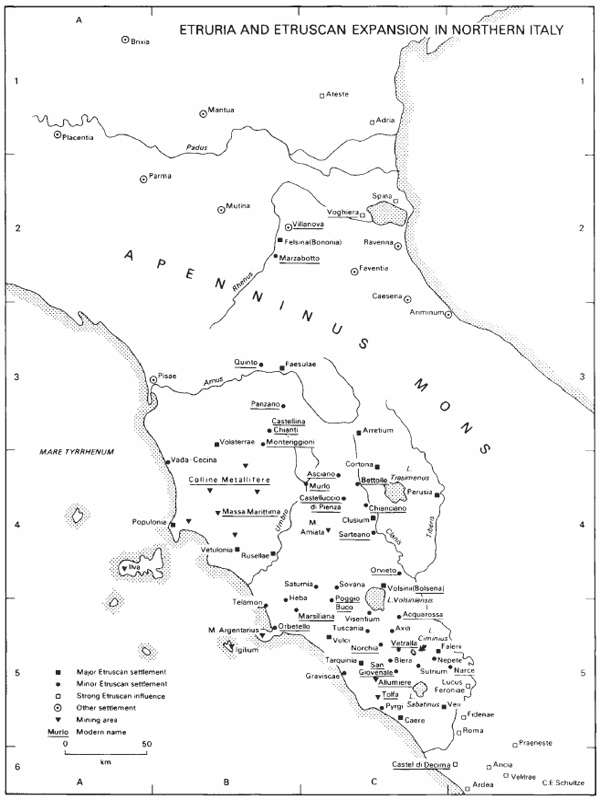 A
ETRURIA AND ETRUSCAN EXPANSION IN NORTHERN ITALY
Brixia
1
1
Ateste
Mantua
Adria
Placentia
Padus
Parma
Spina
Mutina
Voghiera
2
2
Villanova
Felsina(Bononia)
Ravenna
Marzabotto
Rhenus
Faventia
Caesena
Ariminum
APENNINUS MONS
Quinto
Faesulae
3
3
Pisae
Arnus
Panzano
Castellina
Chianti
Arretium
Volaterrae
Monteriggioni
MARE TYRRHENUM
Vada-Cecina
Cortona
L.
Trasimenus
Asciano
Colline Metallifere
Murlo
Bettolle
Perusia
Castelluccio
di Pienza
Chianciano
Massa Marittima
Umbro
Populonia
M.
Amiata
Clusium
4
4
Sarteano
Clanis
Tiberis
Vetulonia
Rusellae
Ilva
Orvieto
Saturnia
Sovana
Volsinii(Bolsena)
Heba
Poggio
Buco
L.Volsiniensis
Telamon
Marsiliana
Visentium
Acquarossa
Orbetello
Tuscania
Axia
L.
Ciminius
M. Argentarius
Vulci
Norchia
Vetralla
Falerii
5
5
Igilium
Tarquinia
San
Giovenale
Blera
Nepete
Sutrium
Narce
Graviscae
Allumiere
Lucus
Feroniae
Tolfa
L.
Sabatinus
Veii
Pyrgi
Caere
Fidenae
Roma
Praeneste
Castel di Decima
Aricia
Velitrae
Ardea
Major Etruscan settlement
Minor Etruscan settlement
Strong Etruscan influence
Other settlement
Mining area
Murlo Modern name
0 50
km
6
6
A
B
C
C.E.Schultze